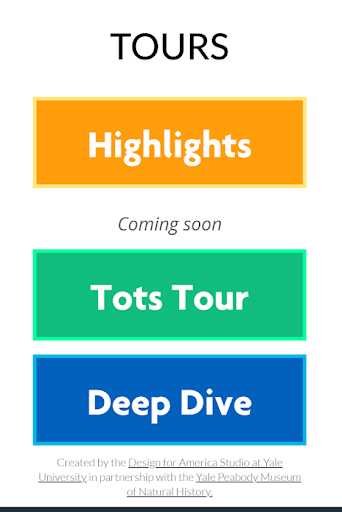 TOURS
Highlights
Coming soon
Tots Tour
Deep Dive
Created by the Design for America Studio at Yale
University in partnership with the Yale Peabody Museum
of Natural History.